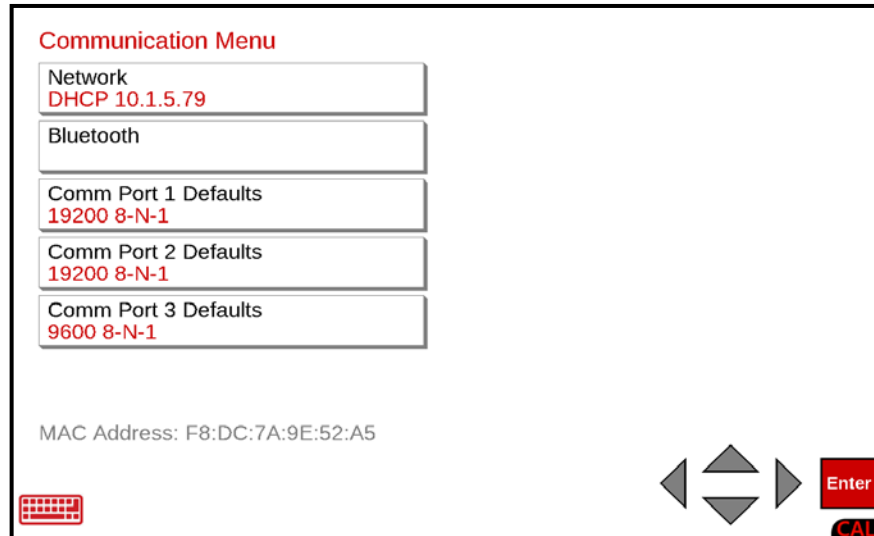 Communication Menu
Network
DHCP 10.1.5.79
Bluetooth
Comm Port 1 Defaults
19200 8-N-1
Comm Port 2 Defaults
19200 8-N-1
Comm Port 3 Defaults
9600 8-N-1
MAC Address: F8:DC:7A:9E:52:A5
Enter
CAL